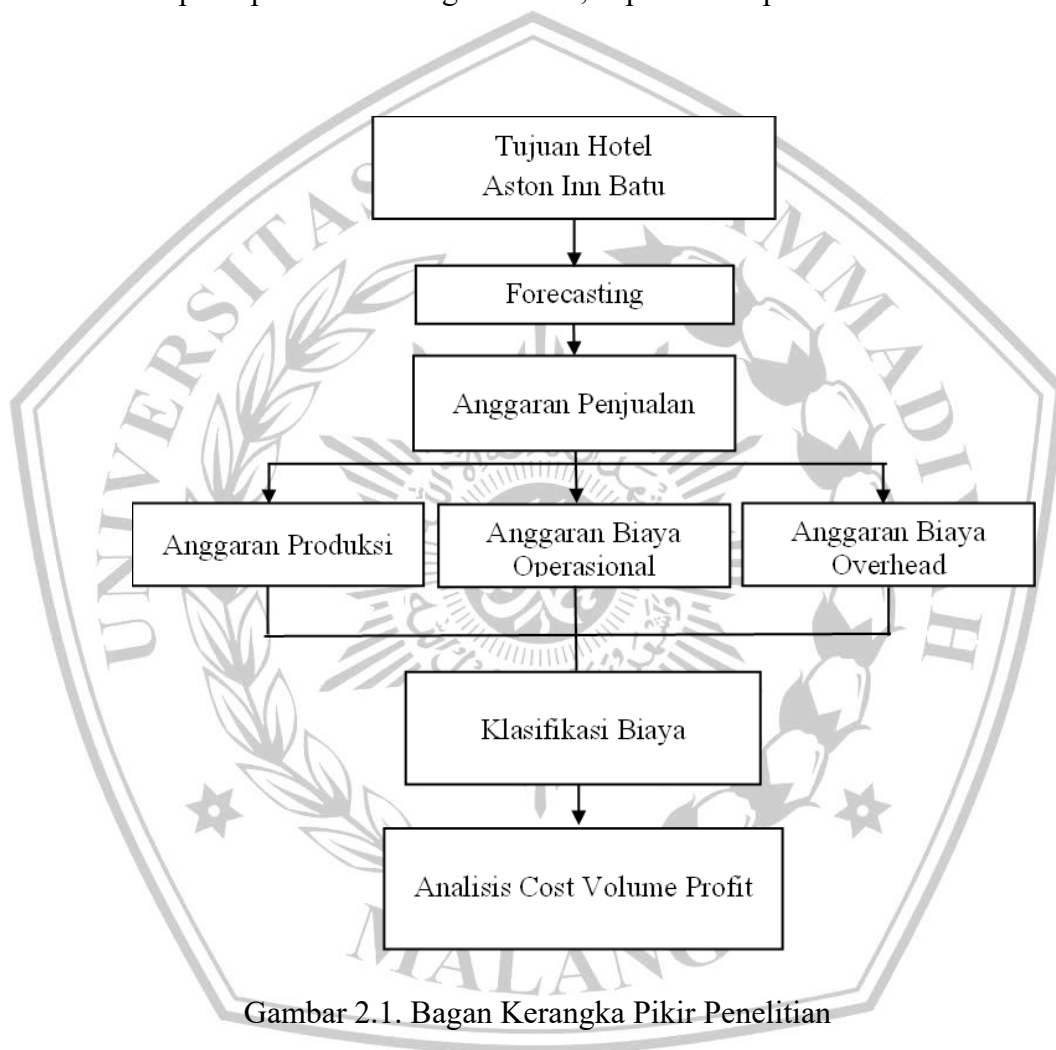 Tujuan Hotel
Aston Inn Batu
Forecasting
Anggaran Penjualan
Anggaran Produksi
Anggaran Biaya
Operasional
Anggaran Biaya
Overhead
Klasifikasi Biaya
Analisis Cost Volume Profit
UNIVERSITAS
MALANG
Gambar 2.1. Bagan Kerangka Pikir Penelitian